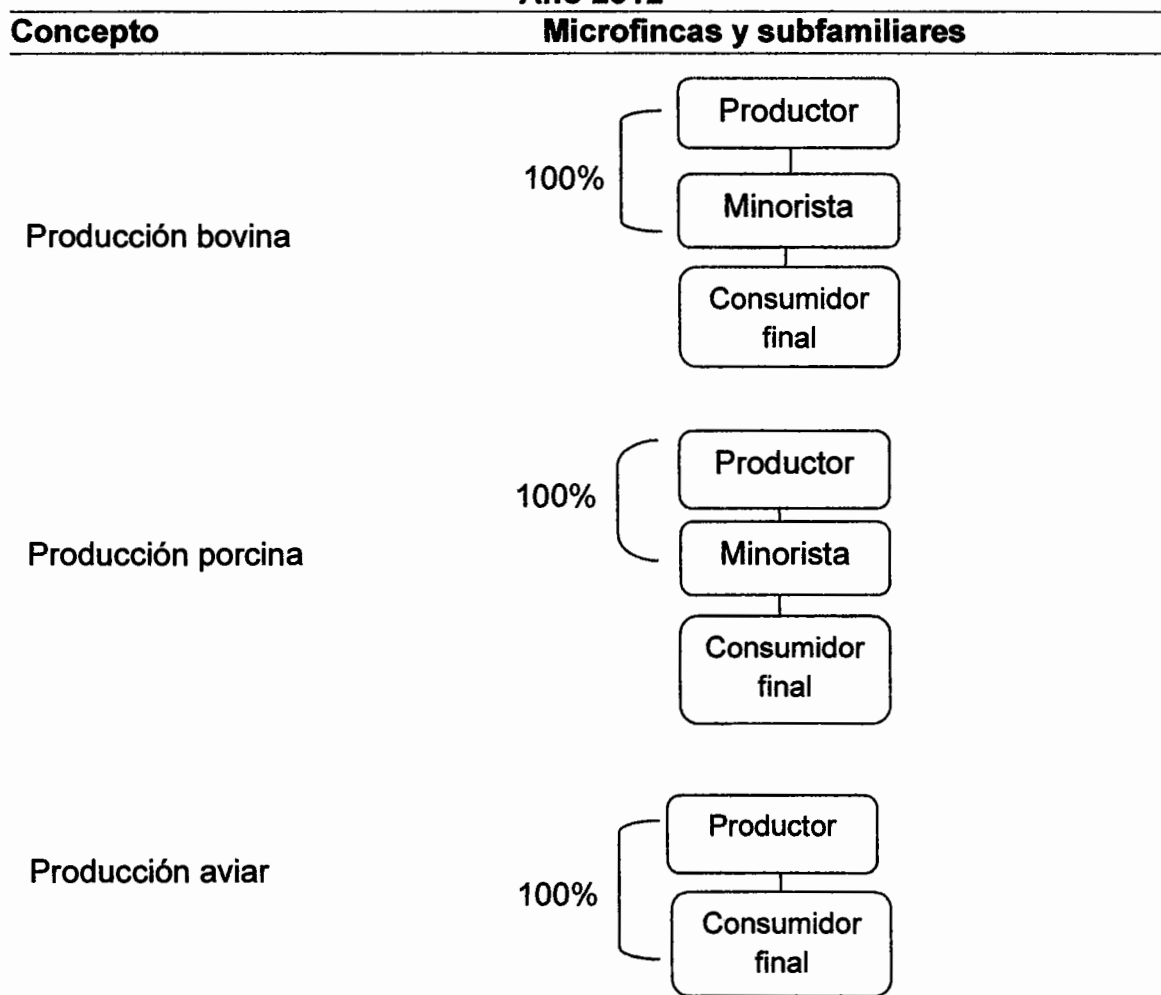 Concepto Microfincas y subfamiliares
Productor
100%
Minorista
Producción bovina
Consumidor
final
Productor
100%
Minorista
Producción porcina
Consumidor
final
Productor
Producción aviar
100%
Consumidor
final